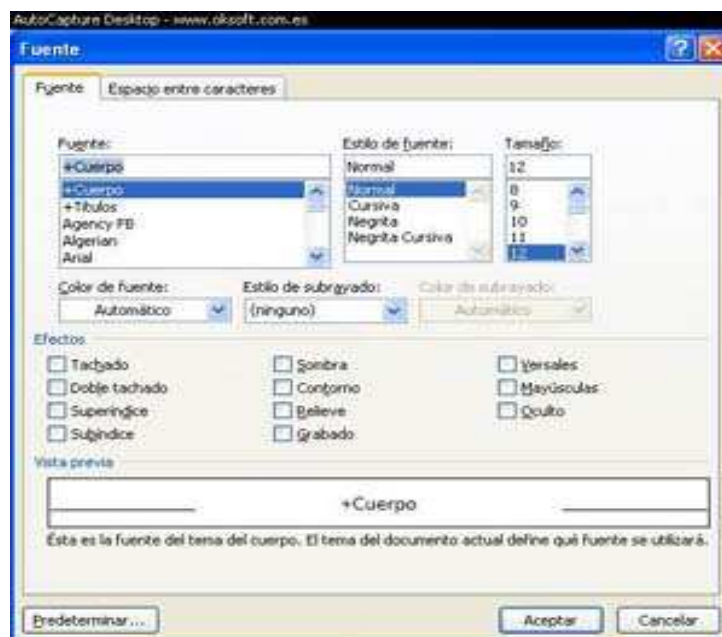 AutoCapture Desktop - www.oksoft.com.es
Fuente
Fuente
Espacio entre caracteres
Fuente: Estilo de fuente: Tamaño:
+Cuerpo Normal 12
+Cuerpo Normal 8
+Títulos Cursiva 9
Agency FB Negrita 10
Algerian Negrita Cursiva 11
Arial 12
Color de fuente: Estilo de subrayado: Color de subrayado:
Automático (ninguno) Automático
Efectos
Tachado Sombra Versales
Doble tachado Contorno Mayúsculas
Superíndice Relieve Oculto
Subíndice Grabado
Vista previa
+Cuerpo
Ésta es la fuente del tema del cuerpo. El tema del documento actual define qué fuente se utilizará.
Predeterminar... Aceptar Cancelar